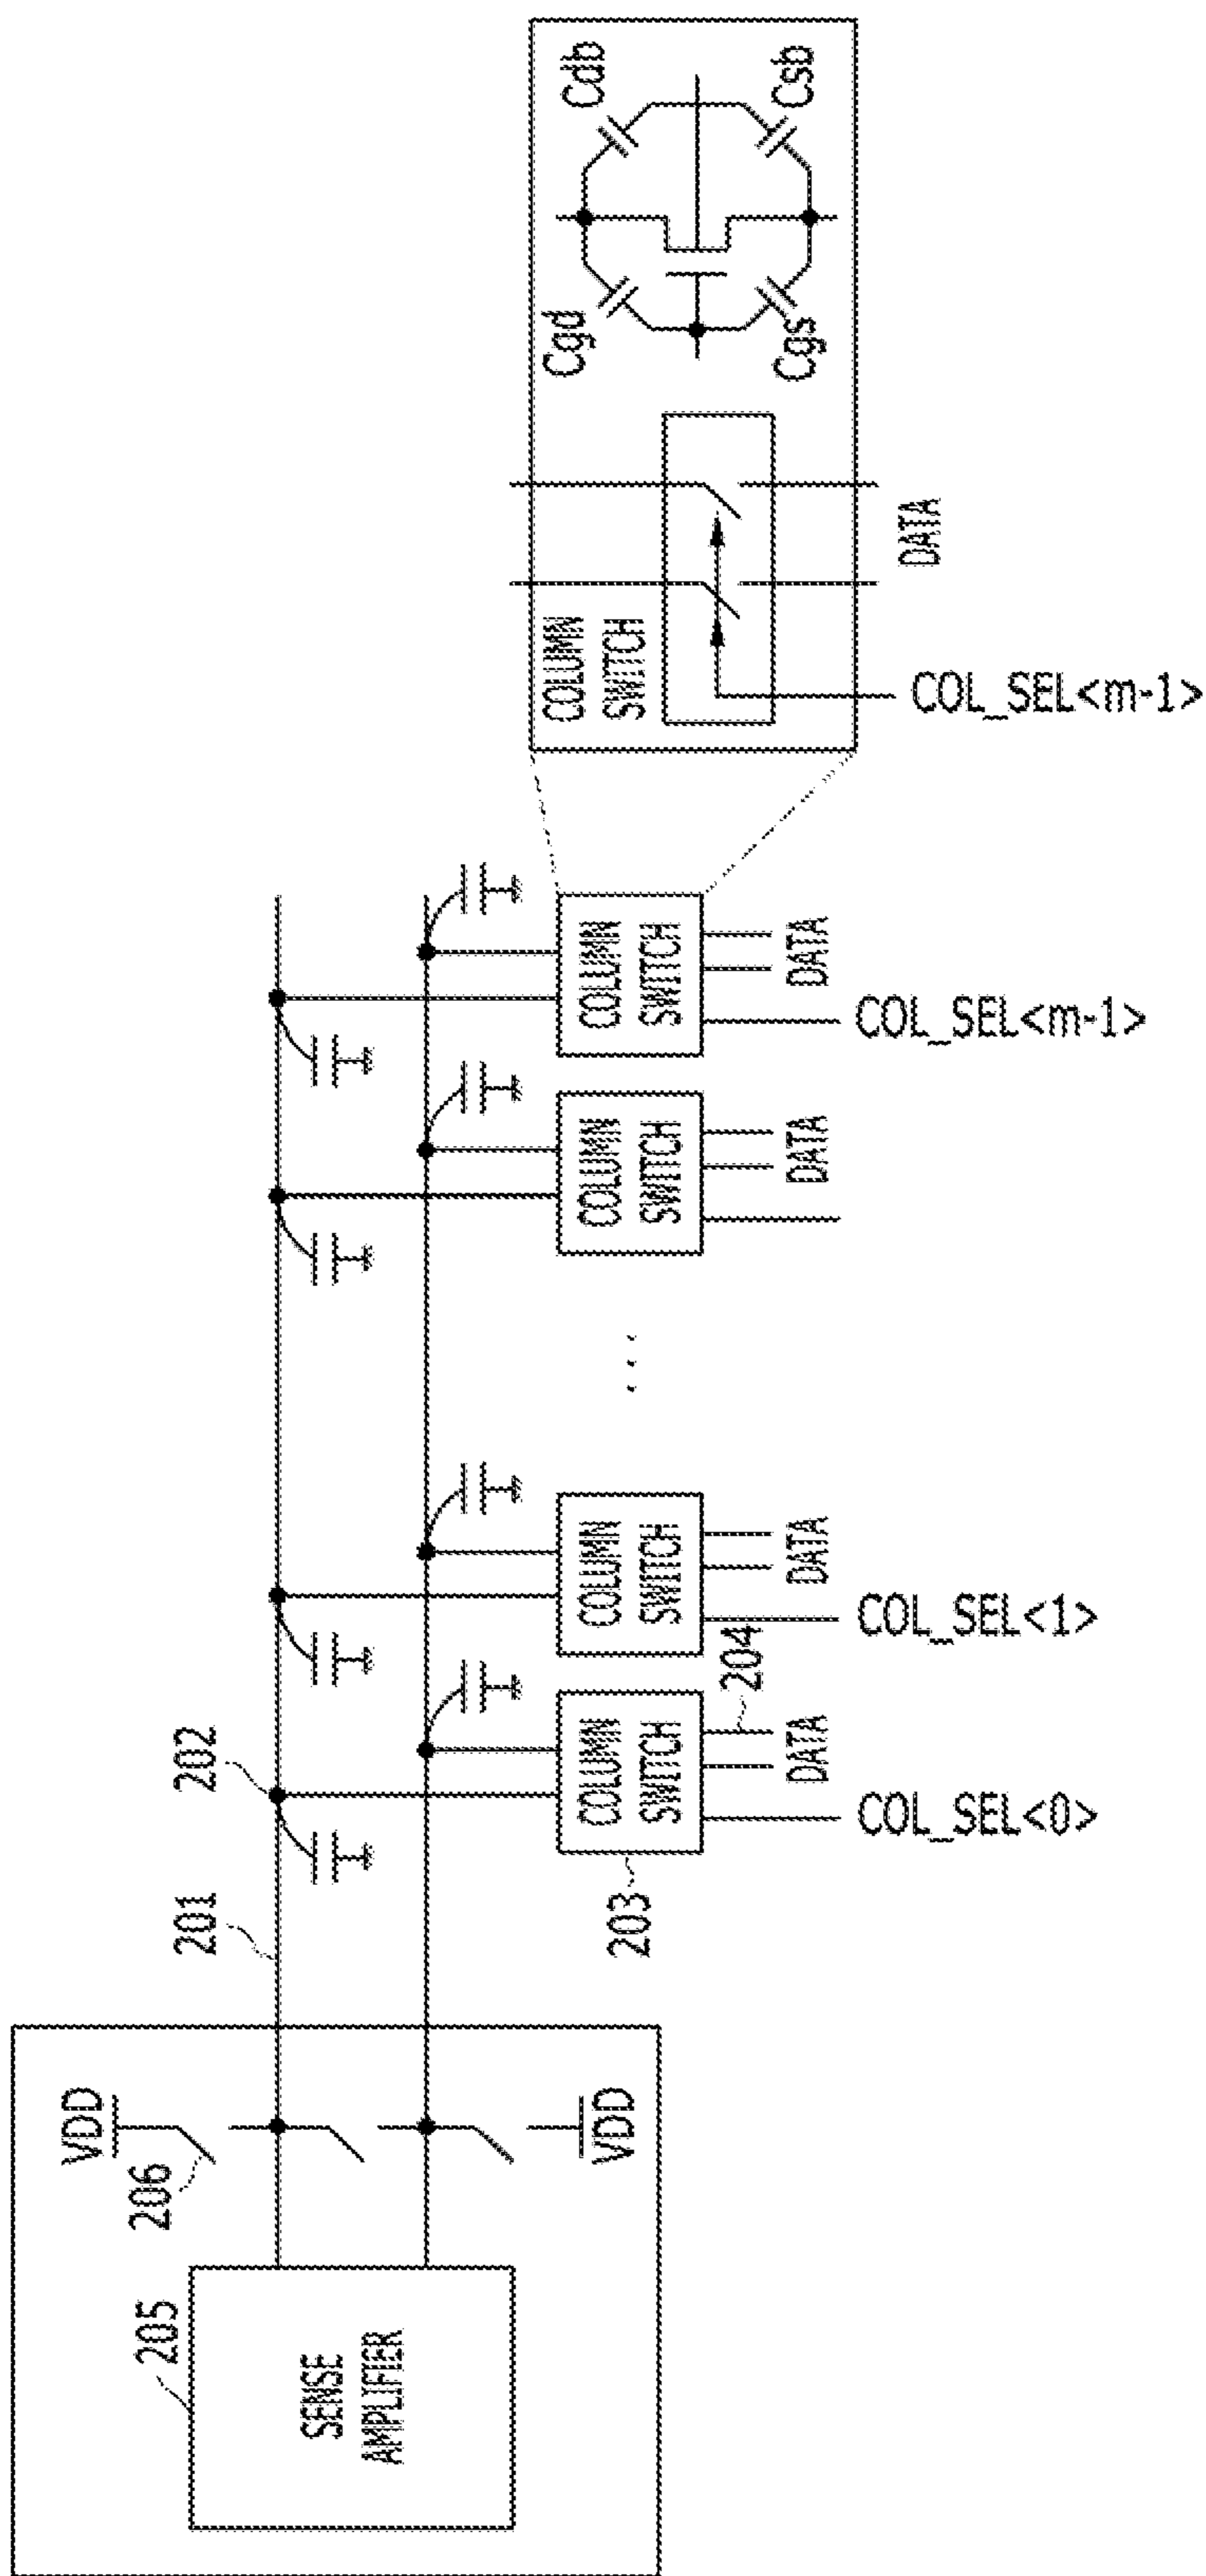 VDD
206
205
SENSE
AMPLIFIER
VDD
201
202
COLUMN
SWITCH
203
204
DATA
COL_SEL<0>
COLUMN
SWITCH
DATA
COL_SEL<1>
...
COLUMN
SWITCH
DATA
COLUMN
SWITCH
DATA
COL_SEL<m-1>
COLUMN
SWITCH
DATA
COL_SEL<m-1>
Cgd
Cdb
Cgs
Csb